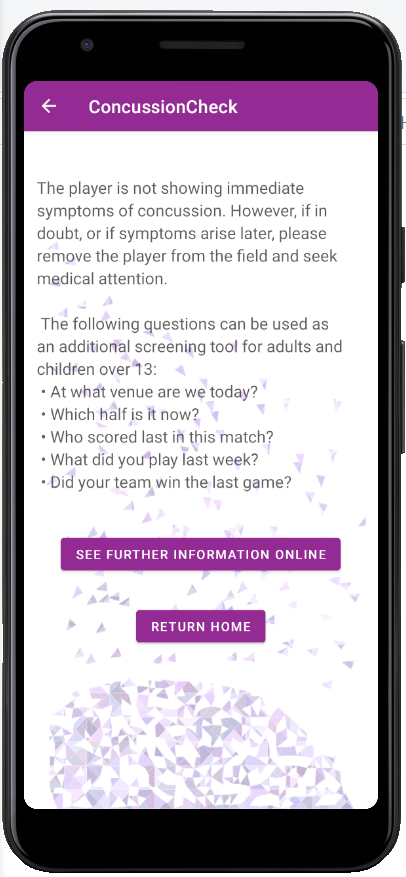 ConcussionCheck
The player is not showing immediate
symptoms of concussion. However, if in
doubt, or if symptoms arise later, please
remove the player from the field and seek
medical attention.
The following questions can be used as
an additional screening tool for adults and
children over 13:
• At what venue are we today?
• Which half is it now?
• Who scored last in this match?
• What did you play last week?
• Did your team win the last game?
SEE FURTHER INFORMATION ONLINE
RETURN HOME